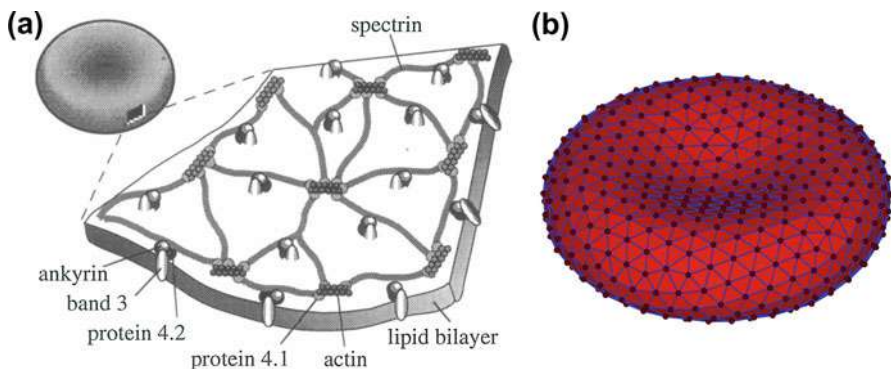 (a)
spectrin
(b)
ankyrin
band 3
protein 4.2
protein 4.1
actin
lipid bilayer